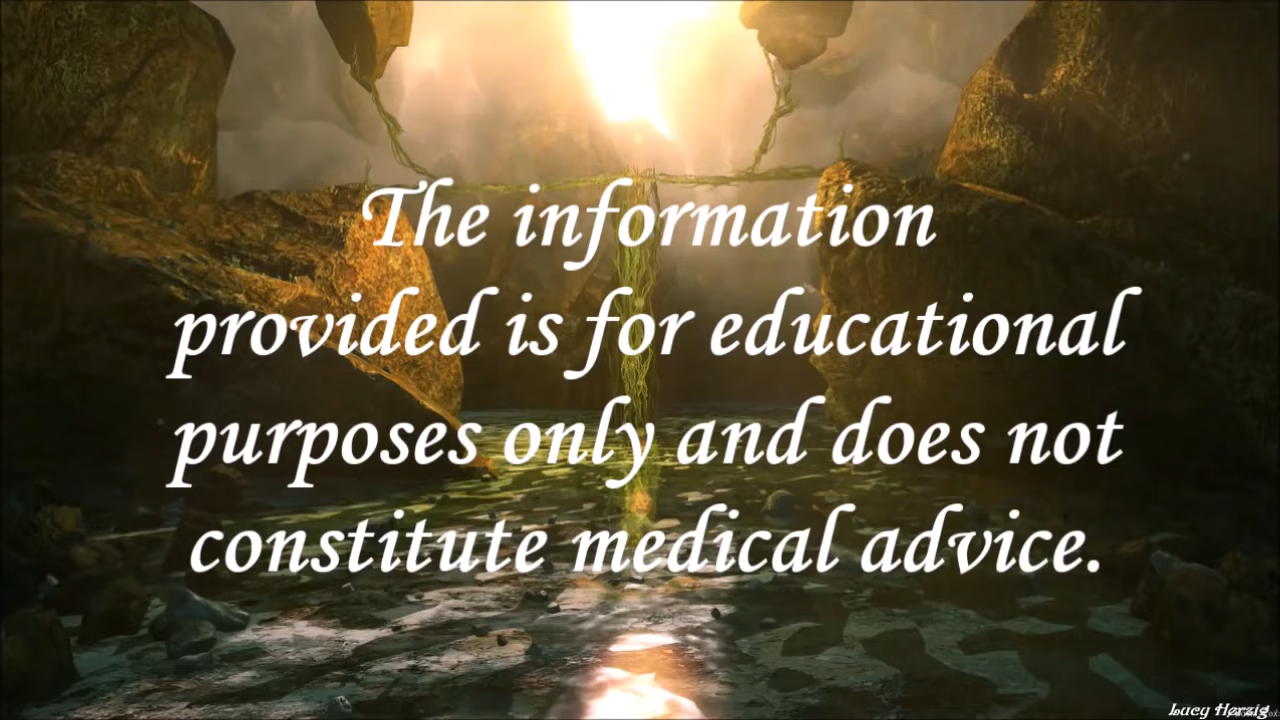 The information
provided is for educational
purposes only and does not
constitute medical advice.
Lucy Herzig